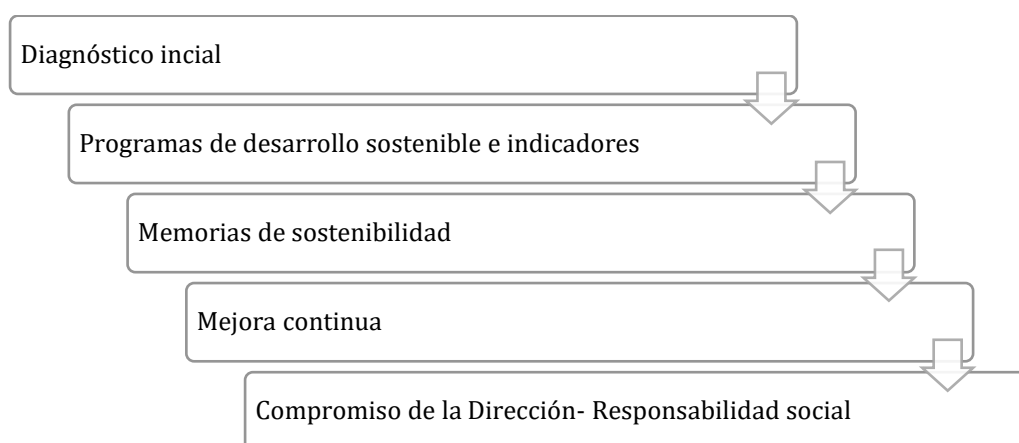 Diagnóstico incial
Programas de desarrollo sostenible e indicadores
Memorias de sostenibilidad
Mejora continua
Compromiso de la Dirección- Responsabilidad social